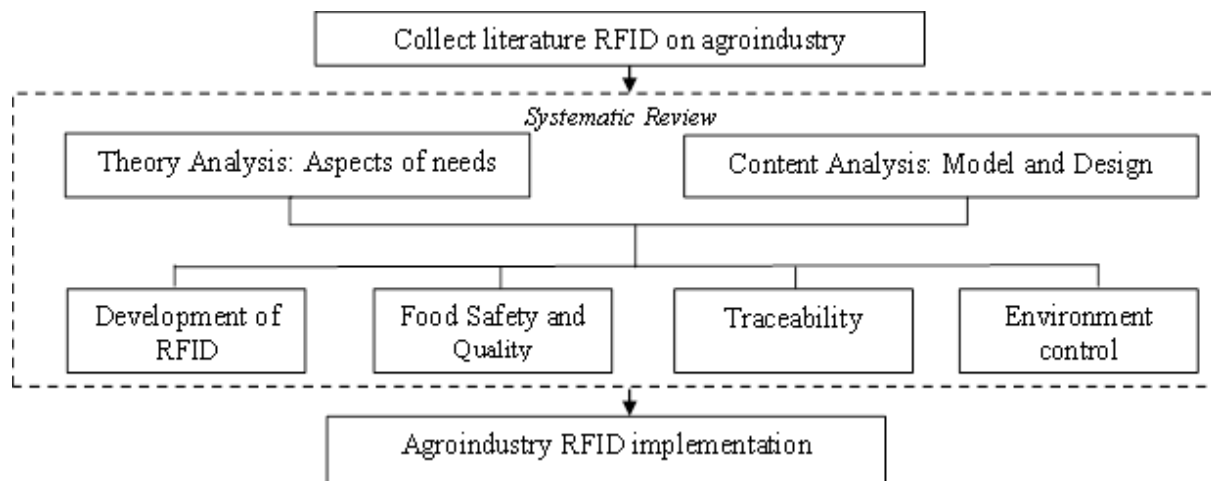 Collect literature RFID on agroindustry
Systematic Review
Theory Analysis: Aspects of needs
Content Analysis: Model and Design
Development of
RFID
Food Safety and
Quality
Traceability
Environment
control
Agroindustry RFID implementation